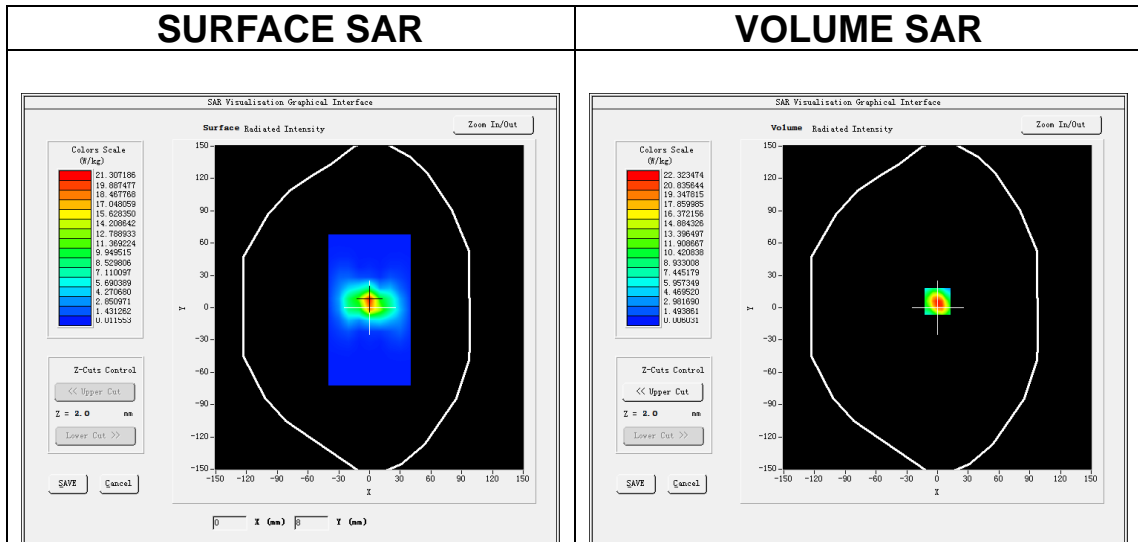 SURFACE SAR
VOLUME SAR
SAR Visualisation Graphical Interface
Surface Radiated Intensity
Zoom In/Out
Colors Scale
(W/kg)
21.307186
19.887477
18.467768
17.048059
15.628350
14.208642
12.788933
11.369224
9.949515
8.529806
7.110097
5.690389
4.270680
2.850971
1.431262
0.011553
Z-Cuts Control
<< Upper Cut
Z = 2.0 mm
Lower Cut >>
SAVE Cancel
150
120
90
60
30
0
-30
-60
-90
-120
-150
Y
-150 -120 -90 -60 -30 0 30 60 90 120 150
X
0 X (mm) 8 Y (mm)
SAR Visualisation Graphical Interface
Volume Radiated Intensity
Zoom In/Out
Colors Scale
(W/kg)
22.323474
20.835644
19.347815
17.859985
16.372156
14.884326
13.396497
11.908667
10.420838
8.933008
7.445179
5.957349
4.469520
2.981690
1.493861
0.006031
Z-Cuts Control
<< Upper Cut
Z = 2.0 mm
Lower Cut >>
SAVE Cancel
150
120
90
60
30
0
-30
-60
-90
-120
-150
Y
-150 -120 -90 -60 -30 0 30 60 90 120 150
X